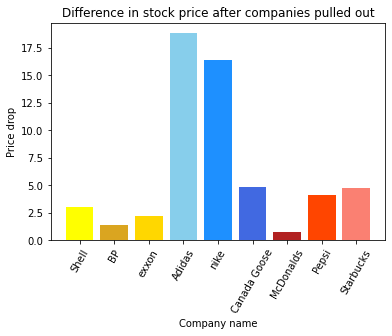 Difference in stock price after companies pulled out
Price drop
17.5
15.0
12.5
10.0
7.5
5.0
2.5
0.0
Shell
BP
exxon
Adidas
nike
Canada Goose
McDonalds
Pepsi
Starbucks
Company name